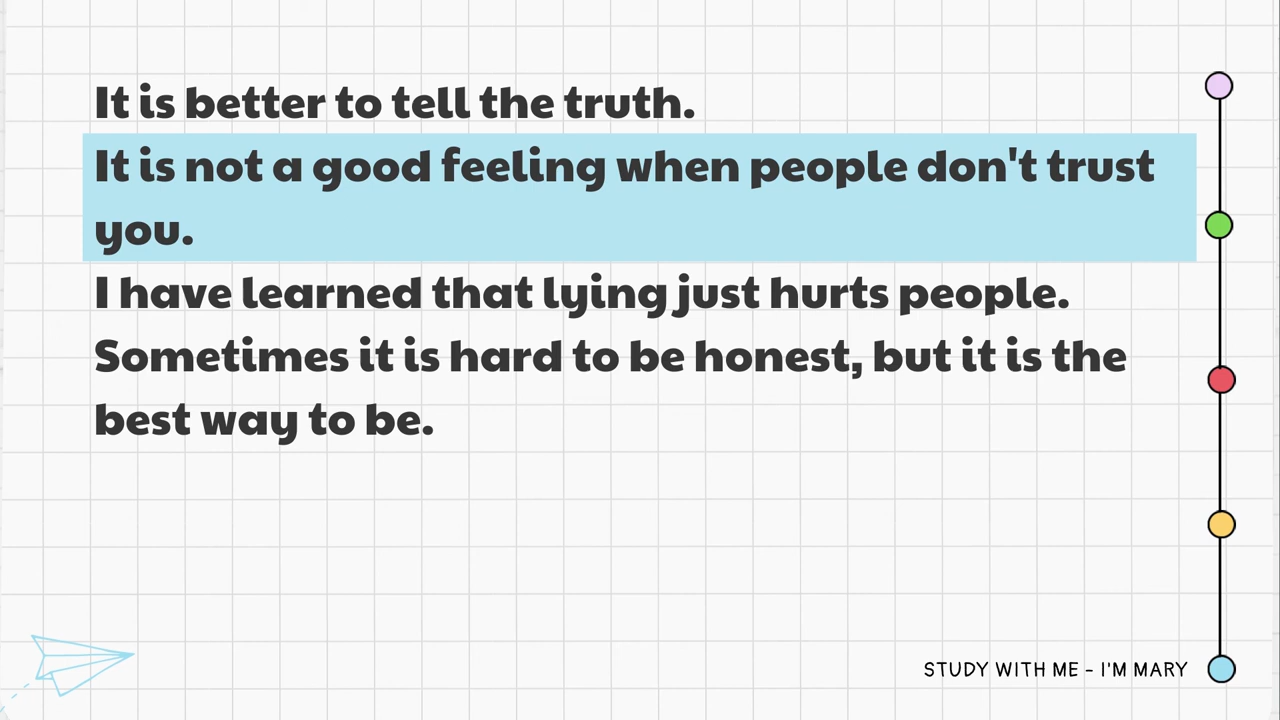 It is better to tell the truth.
It is not a good feeling when people don't trust
you.
I have learned that lying just hurts people.
Sometimes it is hard to be honest, but it is the
best way to be.
STUDY WITH ME - I'M MARY